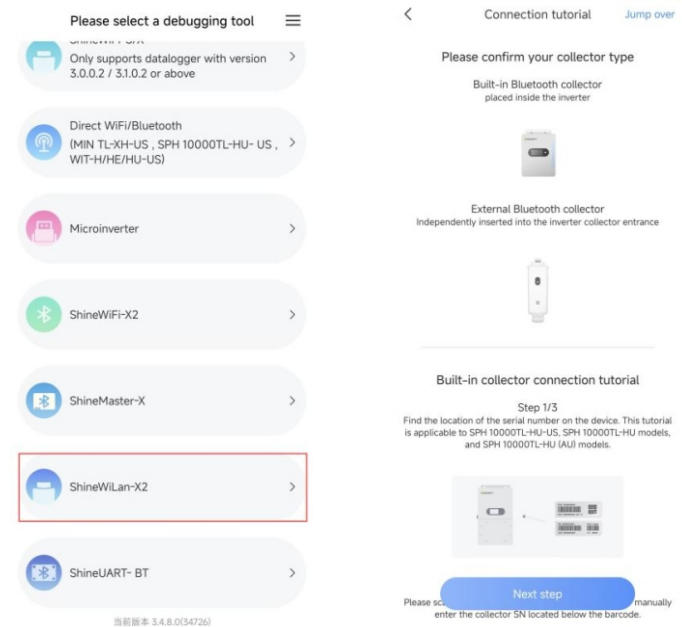 Please select a debugging tool
Only supports datalogger with version
3.0.0.2 / 3.1.0.2 or above
Direct WiFi/Bluetooth
(MIN TL-XH-US , SPH 10000TL-HU- US ,
WIT-H/HE/HU-US)
Microinverter
ShineWiFi-X2
ShineMaster-X
ShineWiLan-X2
ShineUART- BT
当前版本 3.4.8.0(34726)
Connection tutorial
Jump over
Please confirm your collector type
Built-in Bluetooth collector
placed inside the inverter
External Bluetooth collector
Independently inserted into the inverter collector entrance
Built-in collector connection tutorial
Step 1/3
Find the location of the serial number on the device. This tutorial
is applicable to SPH 10000TL-HU-US, SPH 10000TL-HU models,
and SPH 10000TL-HU (AU) models.
Next step
Please manually
enter the collector SN located below the barcode.